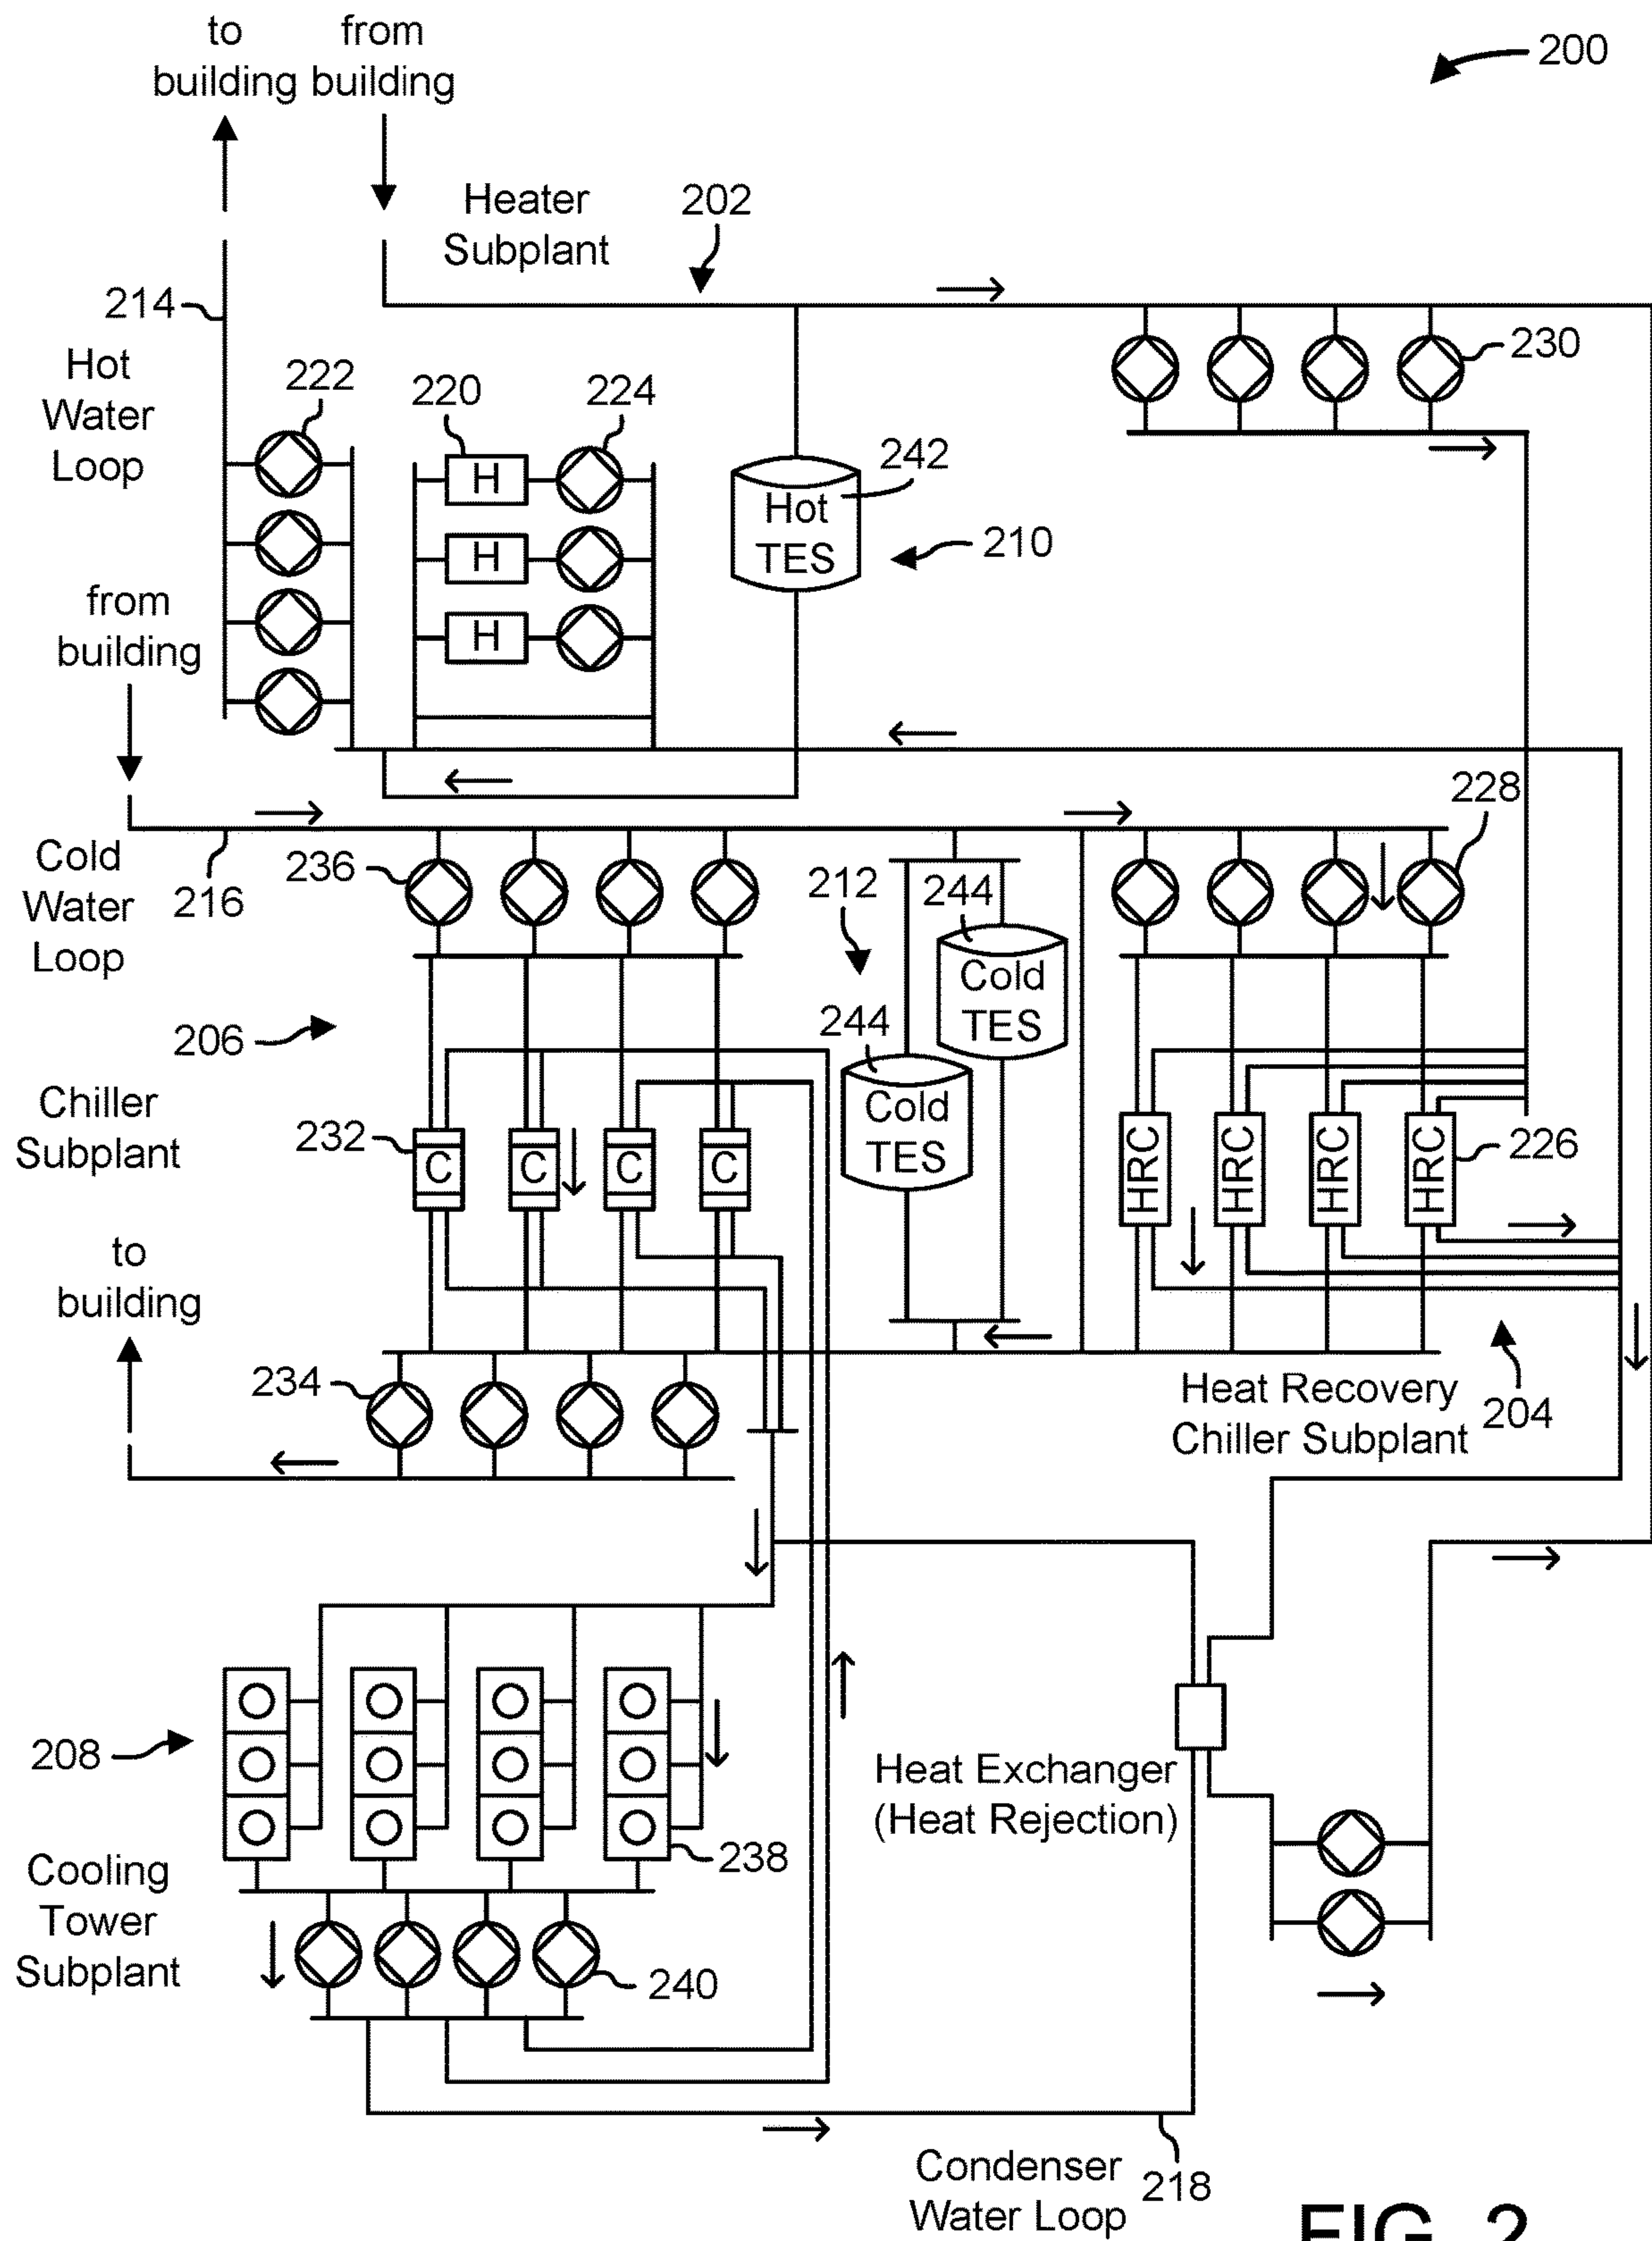 to from
building building
200
Heater
Subplant
202
214
Hot
Water
Loop
222
220
224
230
H
H
H
242
Hot
TES
210
from
building
228
Cold
Water
Loop
216
236
212
244
Cold
TES
244
Cold
TES
206
Chiller
Subplant
232
C
C
C
C
HRC
HRC
HRC
HRC
226
to
building
234
Heat Recovery
Chiller Subplant
204
208
Heat Exchanger
(Heat Rejection)
238
Cooling
Tower
Subplant
240
Condenser
Water Loop
218
FIG. 2